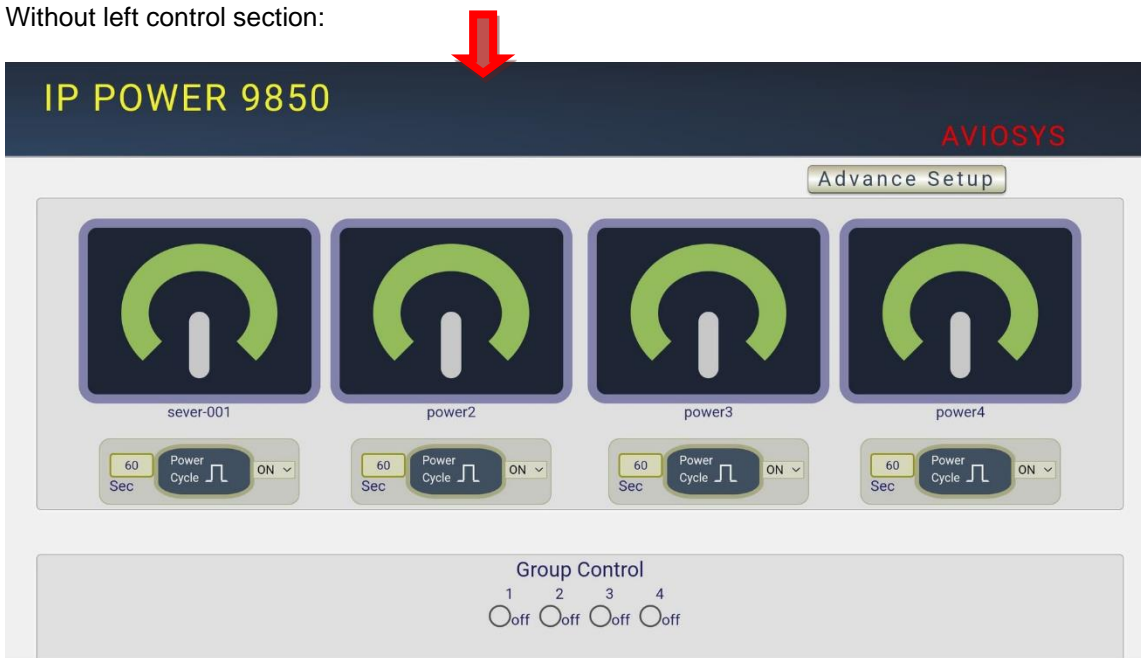 Without left control section:
IP POWER 9850
AVIOSYS
Advance Setup
sever-001 power2 power3 power4
60 Sec Power Cycle ON 60 Sec Power Cycle ON 60 Sec Power Cycle ON 60 Sec Power Cycle ON
Group Control
1 2 3 4
off off off off